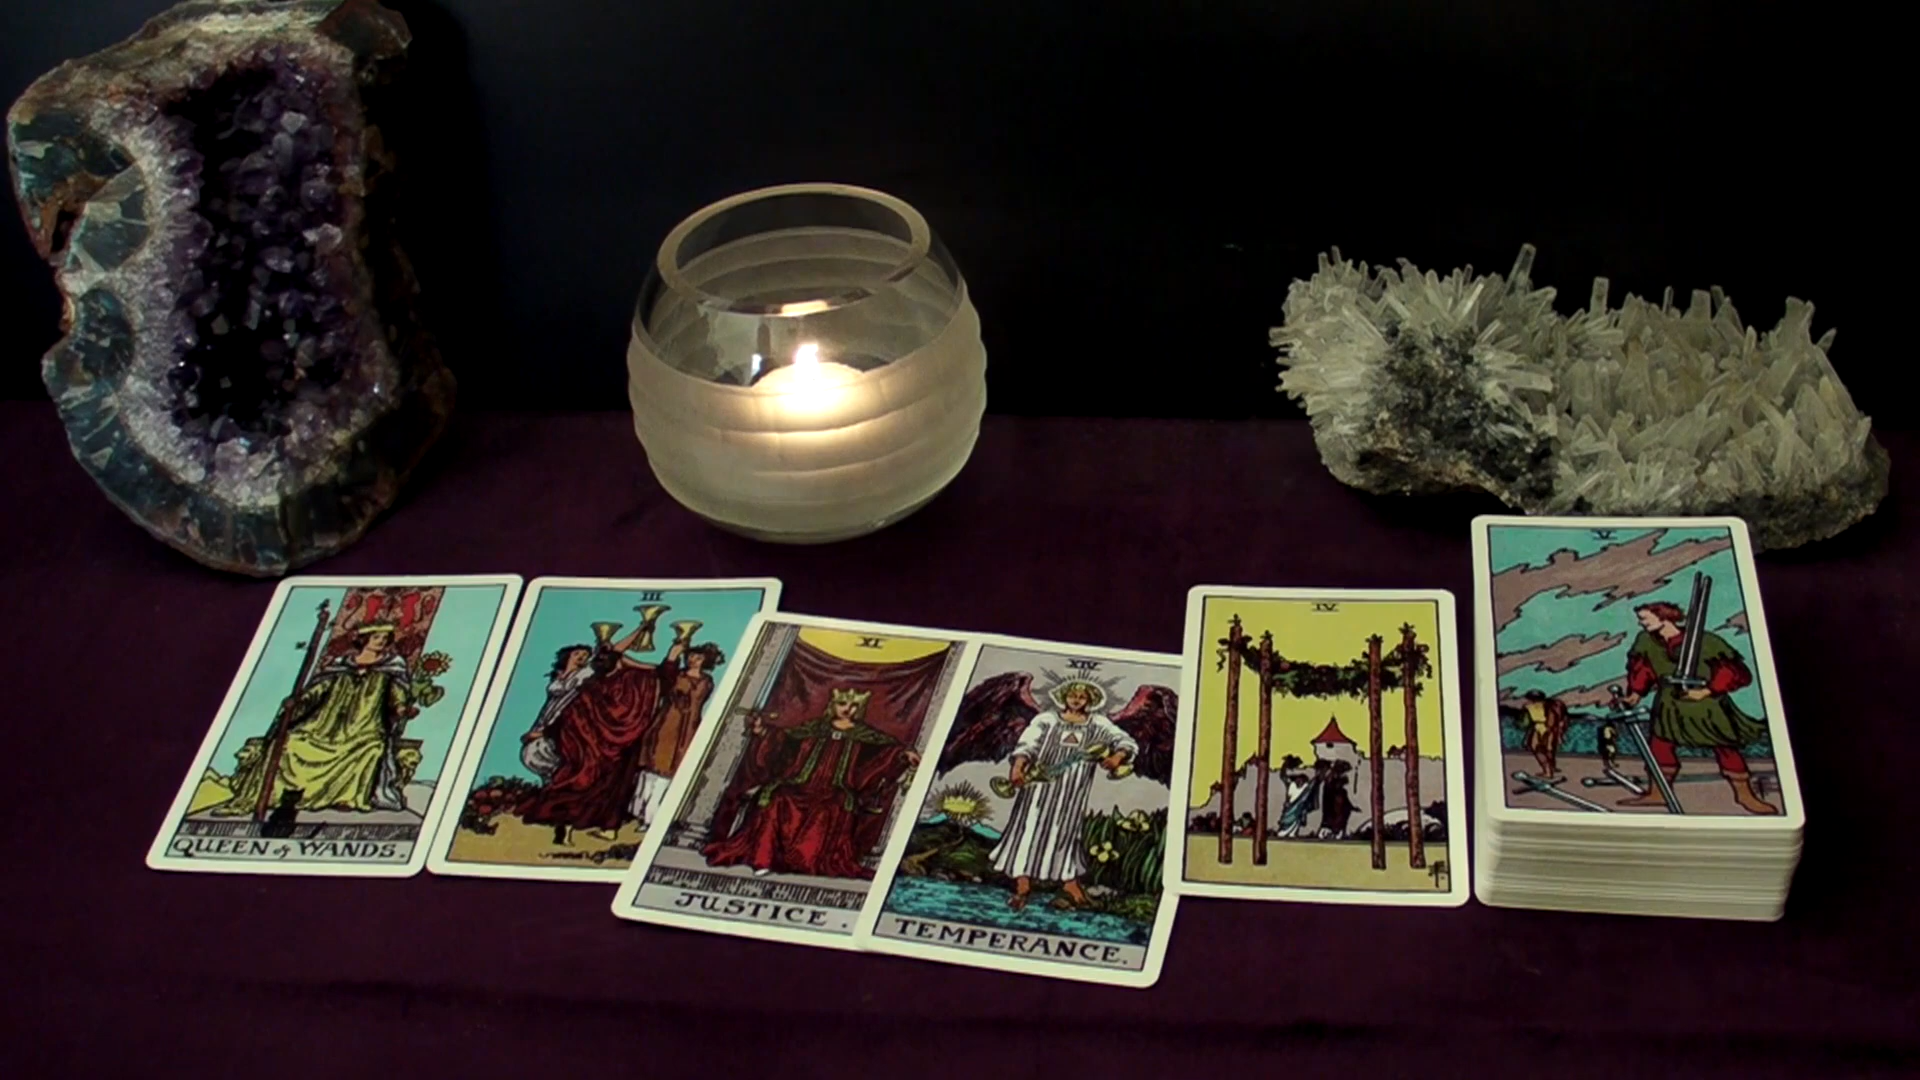 QUEEN of WANDS.
III
XI
JUSTICE.
XIV
TEMPERANCE.
IV
V